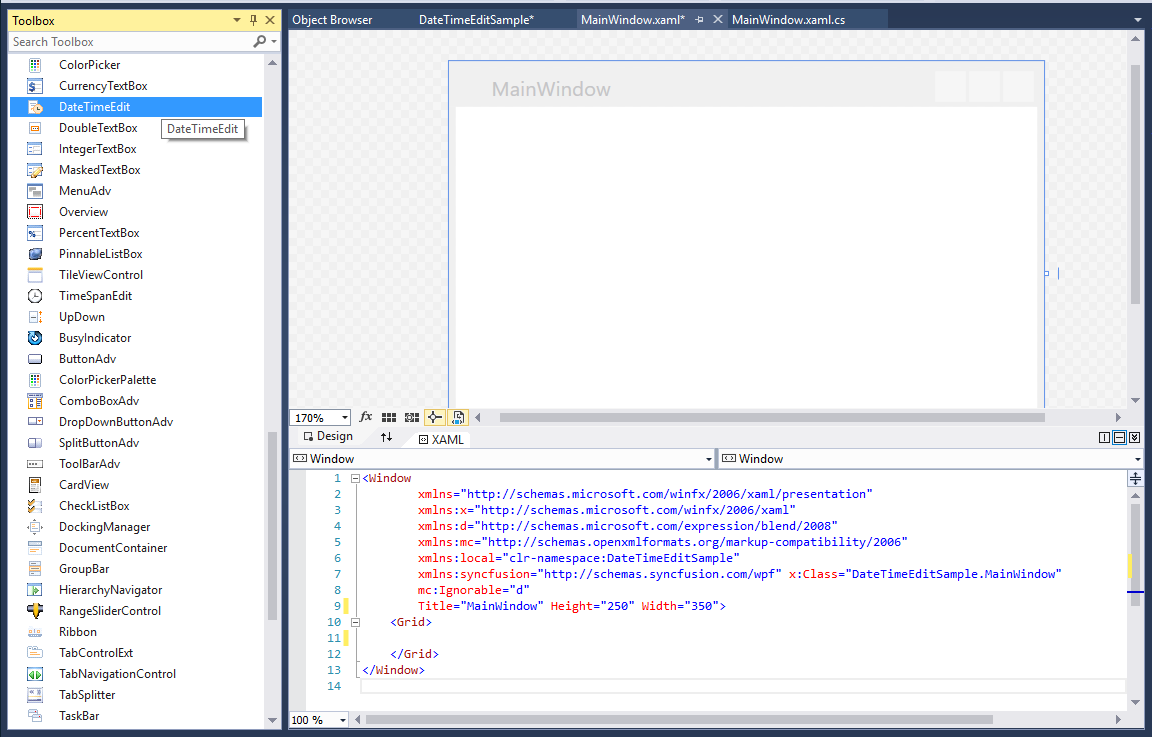 Toolbox
Search Toolbox
ColorPicker
CurrencyTextBox
DateTimeEdit
DoubleTextBox
DateTimeEdit
IntegerTextBox
MaskedTextBox
MenuAdv
Overview
PercentTextBox
PinnableListBox
TileViewControl
TimeSpanEdit
UpDown
BusyIndicator
ButtonAdv
ColorPickerPalette
ComboBoxAdv
DropDownButtonAdv
SplitButtonAdv
ToolBarAdv
CardView
CheckListBox
DockingManager
DocumentContainer
GroupBar
HierarchyNavigator
RangeSliderControl
Ribbon
TabControlExt
TabNavigationControl
TabSplitter
TaskBar
Object Browser DateTimeEditSample* MainWindow.xaml* MainWindow.xaml.cs
MainWindow
170% fx
Design XAML
Window Window
1 <Window
2 xmlns="http://schemas.microsoft.com/winfx/2006/xaml/presentation"
3 xmlns:x="http://schemas.microsoft.com/winfx/2006/xaml"
4 xmlns:d="http://schemas.microsoft.com/expression/blend/2008"
5 xmlns:mc="http://schemas.openxmlformats.org/markup-compatibility/2006"
6 xmlns:local="clr-namespace:DateTimeEditSample"
7 xmlns:syncfusion="http://schemas.syncfusion.com/wpf" x:Class="DateTimeEditSample.MainWindow"
8 mc:Ignorable="d"
9 Title="MainWindow" Height="250" Width="350">
10 <Grid>
11
12 </Grid>
13 </Window>
14
100 %